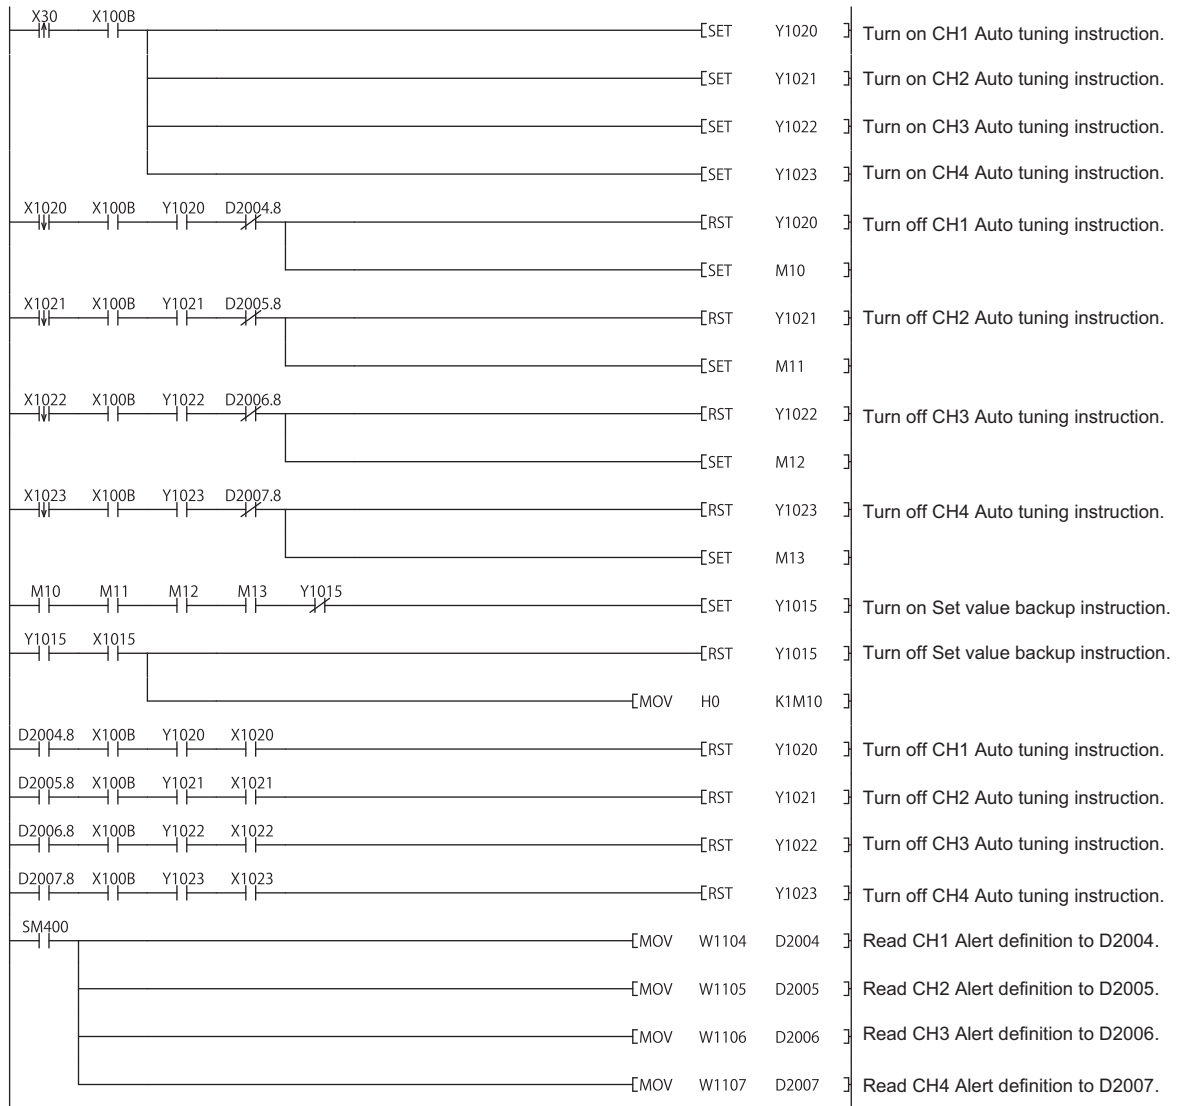 X30 X100B
SET Y1020 Turn on CH1 Auto tuning instruction.
SET Y1021 Turn on CH2 Auto tuning instruction.
SET Y1022 Turn on CH3 Auto tuning instruction.
SET Y1023 Turn on CH4 Auto tuning instruction.
X1020 X100B Y1020 D2004.8
RST Y1020 Turn off CH1 Auto tuning instruction.
SET M10
X1021 X100B Y1021 D2005.8
RST Y1021 Turn off CH2 Auto tuning instruction.
SET M11
X1022 X100B Y1022 D2006.8
RST Y1022 Turn off CH3 Auto tuning instruction.
SET M12
X1023 X100B Y1023 D2007.8
RST Y1023 Turn off CH4 Auto tuning instruction.
SET M13
M10 M11 M12 M13 Y1015
SET Y1015 Turn on Set value backup instruction.
Y1015 X1015
RST Y1015 Turn off Set value backup instruction.
MOV H0 K1M10
D2004.8 X100B Y1020 X1020
RST Y1020 Turn off CH1 Auto tuning instruction.
D2005.8 X100B Y1021 X1021
RST Y1021 Turn off CH2 Auto tuning instruction.
D2006.8 X100B Y1022 X1022
RST Y1022 Turn off CH3 Auto tuning instruction.
D2007.8 X100B Y1023 X1023
RST Y1023 Turn off CH4 Auto tuning instruction.
SM400
MOV W1104 D2004 Read CH1 Alert definition to D2004.
MOV W1105 D2005 Read CH2 Alert definition to D2005.
MOV W1106 D2006 Read CH3 Alert definition to D2006.
MOV W1107 D2007 Read CH4 Alert definition to D2007.